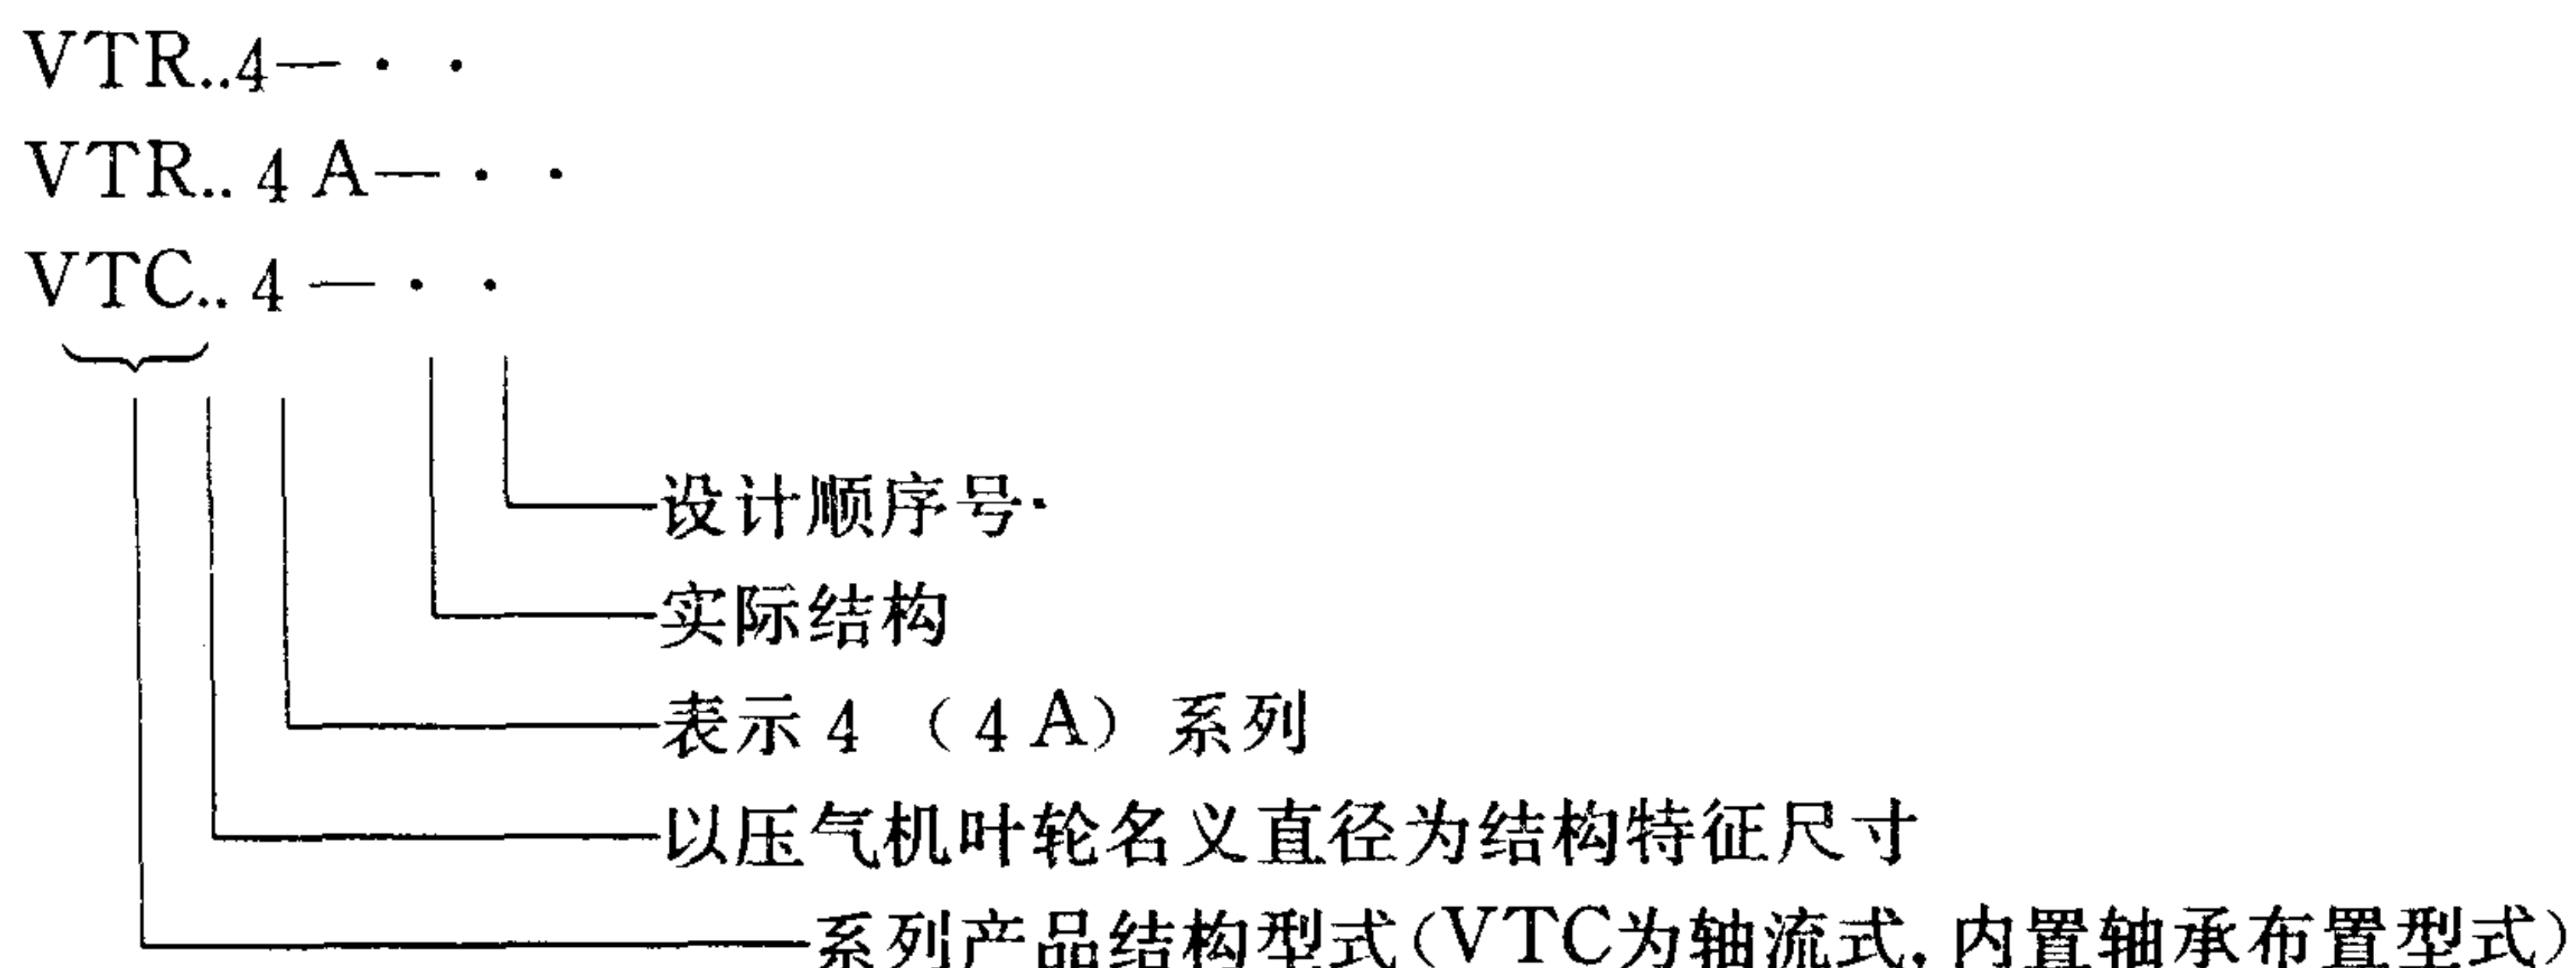 VTR..4—· ·
VTR..4A—· ·
VTC..4—· ·
设计顺序号·
实际结构
表示4（4A）系列
以压气机叶轮名义直径为结构特征尺寸
系列产品结构型式(VTC为轴流式,内置轴承布置型式)